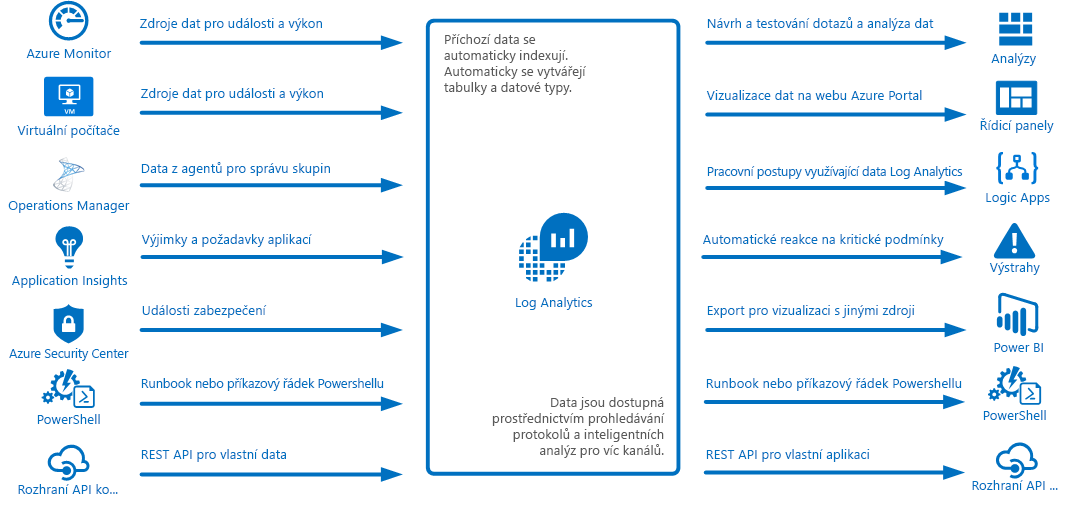 Zdroje dat pro události a výkon
Azure Monitor
Zdroje dat pro události a výkon
VM
Virtuální počítače
Data z agentů pro správu skupin
Operations Manager
Výjimky a požadavky aplikací
Application Insights
Události zabezpečení
Azure Security Center
Runbook nebo příkazový řádek Powershellu
PowerShell
REST API pro vlastní data
Rozhraní API ko...
Příchozí data se
automaticky indexují.
Automaticky se vytvářejí
tabulky a datové typy.
Log Analytics
Data jsou dostupná
prostřednictvím prohledávání
protokolů a inteligentních
analýz pro víc kanálů.
Návrh a testování dotazů a analýza dat
Analýzy
Vizualizace dat na webu Azure Portal
Řídicí panely
Pracovní postupy využívající data Log Analytics
Logic Apps
Automatické reakce na kritické podmínky
Výstrahy
Export pro vizualizaci s jinými zdroji
Power BI
Runbook nebo příkazový řádek Powershellu
PowerShell
REST API pro vlastní aplikaci
Rozhraní API ...